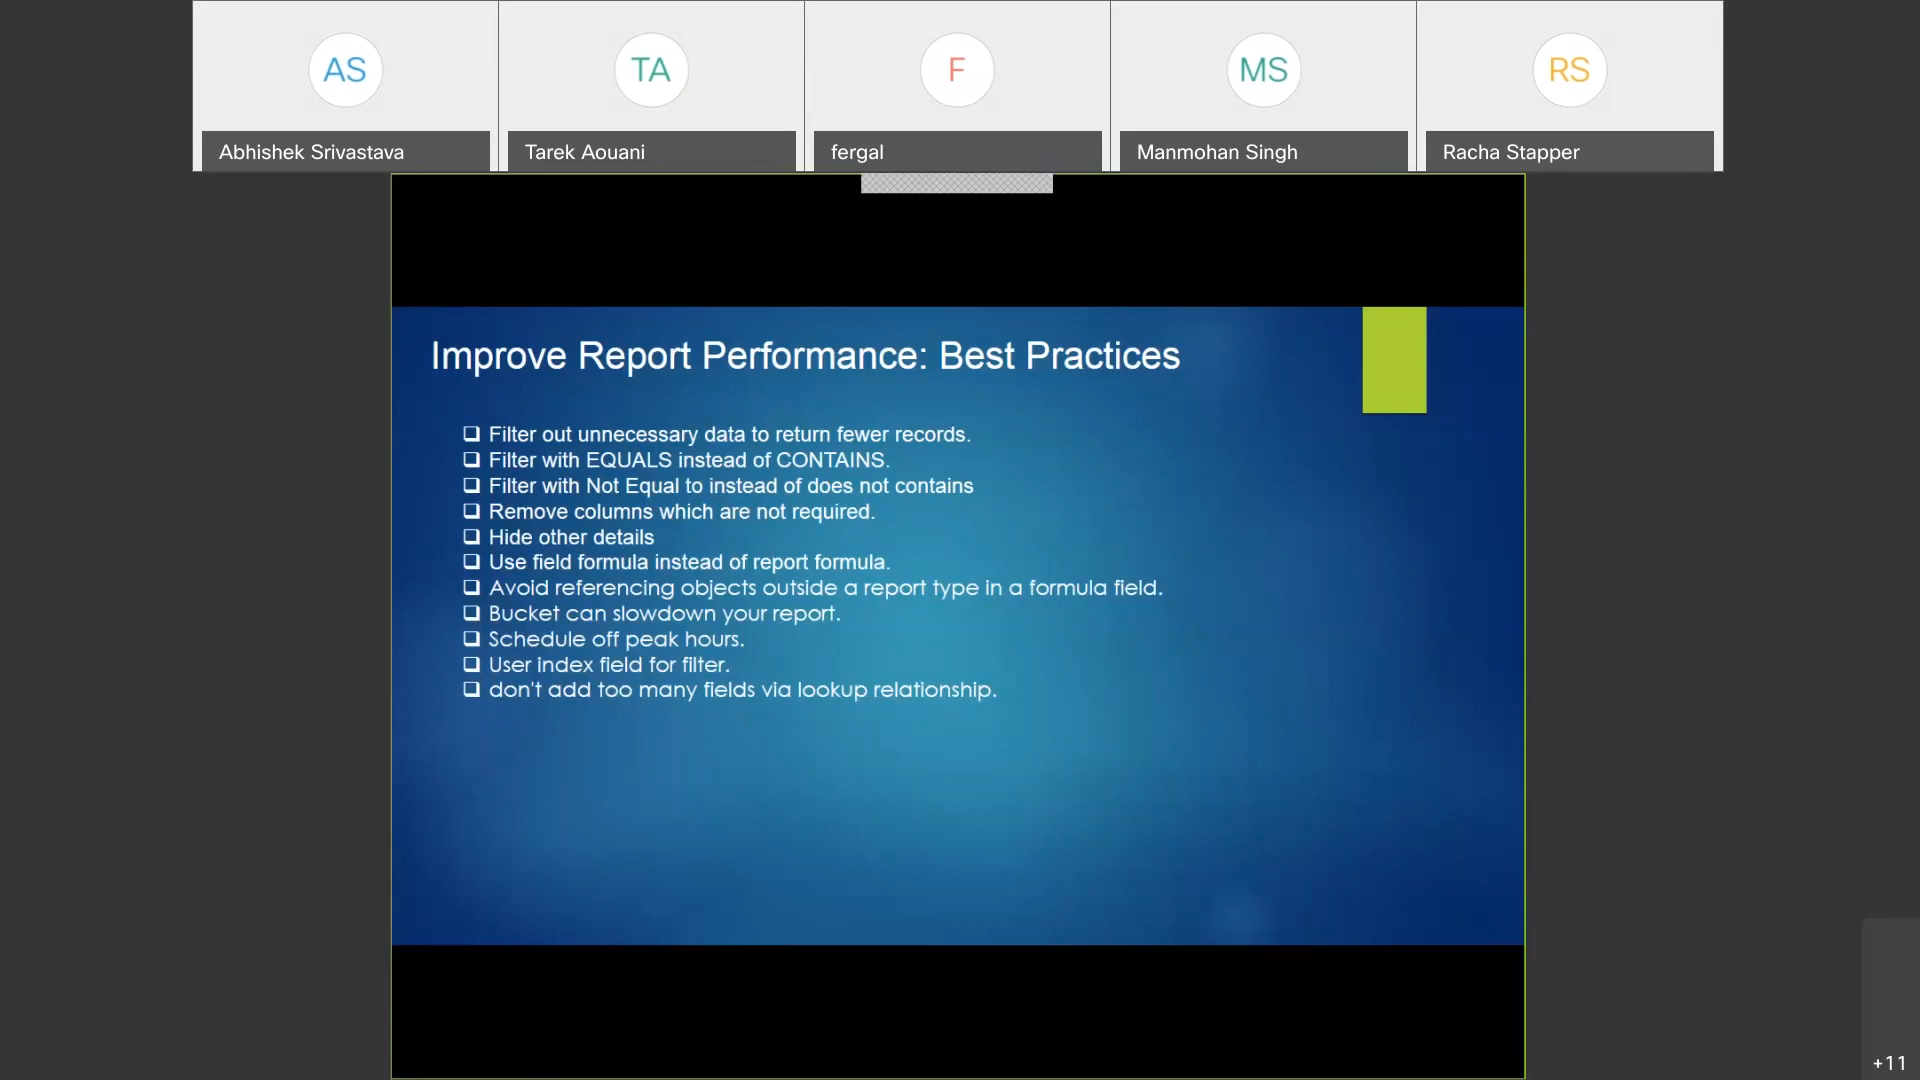 AS
TA
F
MS
RS
Abhishek Srivastava
Tarek Aouani
fergal
Manmohan Singh
Racha Stapper
Improve Report Performance: Best Practices
❑ Filter out unnecessary data to return fewer records.
❑ Filter with EQUALS instead of CONTAINS.
❑ Filter with Not Equal to instead of does not contains
❑ Remove columns which are not required.
❑ Hide other details
❑ Use field formula instead of report formula.
❑ Avoid referencing objects outside a report type in a formula field.
❑ Bucket can slowdown your report.
❑ Schedule off peak hours.
❑ User index field for filter.
❑ don't add too many fields via lookup relationship.
+11